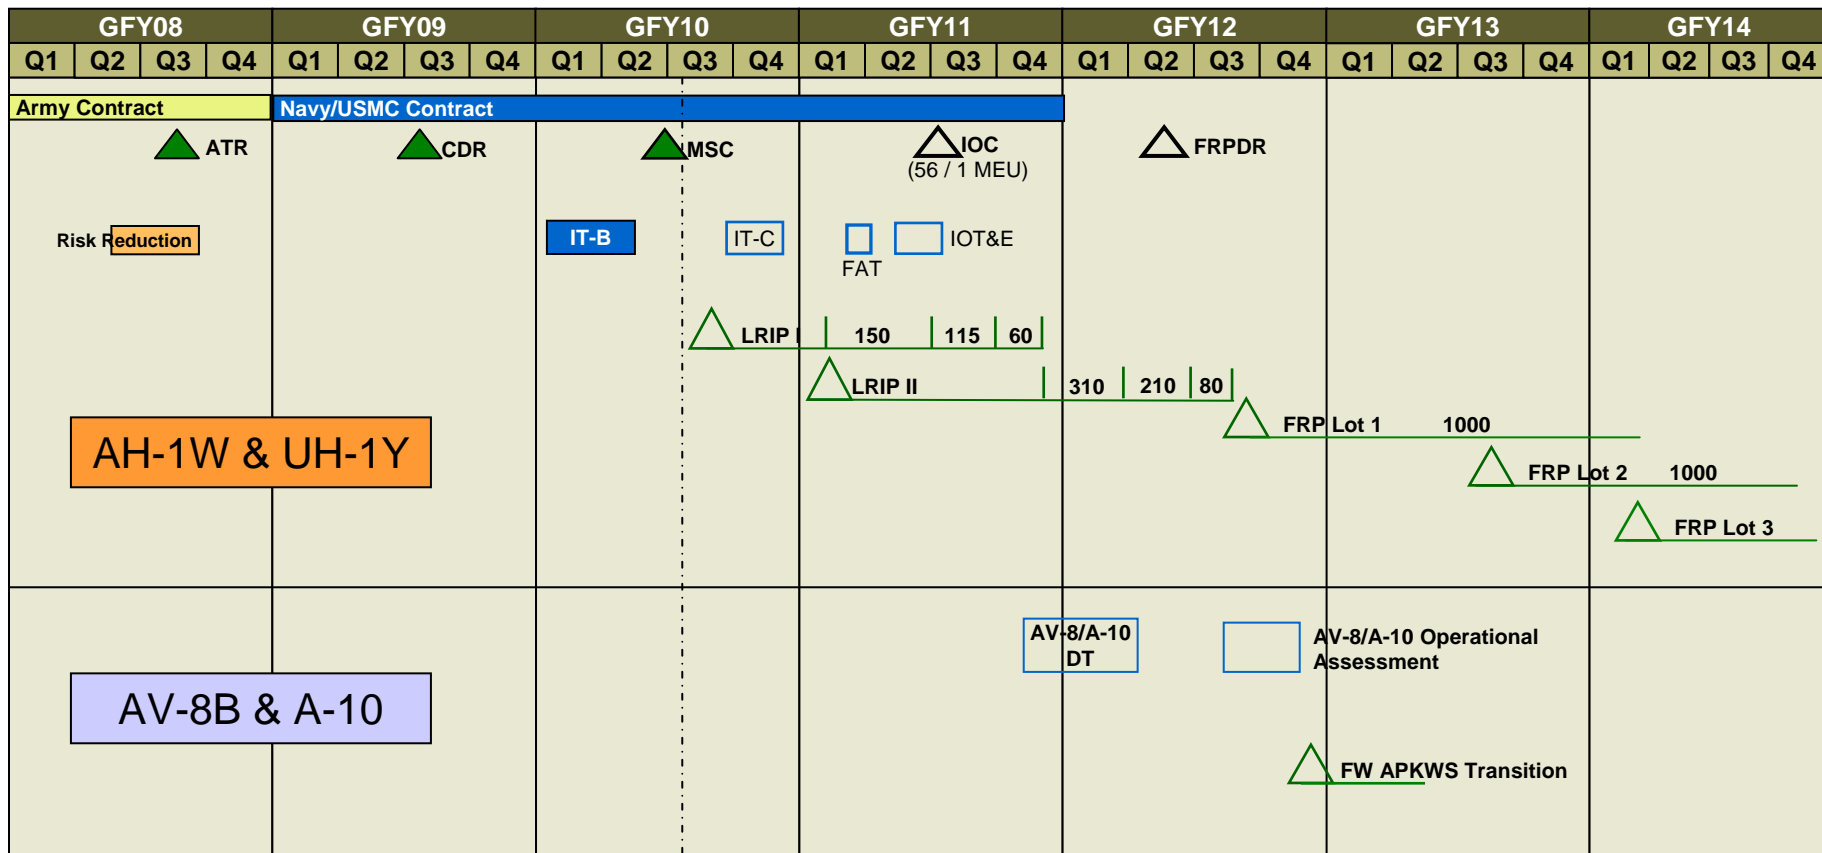 GFY08 GFY09 GFY10 GFY11 GFY12 GFY13 GFY14
Q1 Q2 Q3 Q4 Q1 Q2 Q3 Q4 Q1 Q2 Q3 Q4 Q1 Q2 Q3 Q4 Q1 Q2 Q3 Q4 Q1 Q2 Q3 Q4 Q1 Q2 Q3 Q4
Army Contract Navy/USMC Contract
ATR CDR MSC IOC FRPDR
(56 / 1 MEU)
Risk Reduction IT-B IT-C IOT&E
FAT
LRIP I 150 115 60
LRIP II 310 210 80
FRP Lot 1 1000
AH-1W & UH-1Y
FRP Lot 2 1000
FRP Lot 3
AV-8/A-10
DT
AV-8/A-10 Operational
Assessment
AV-8B & A-10
FW APKWS Transition